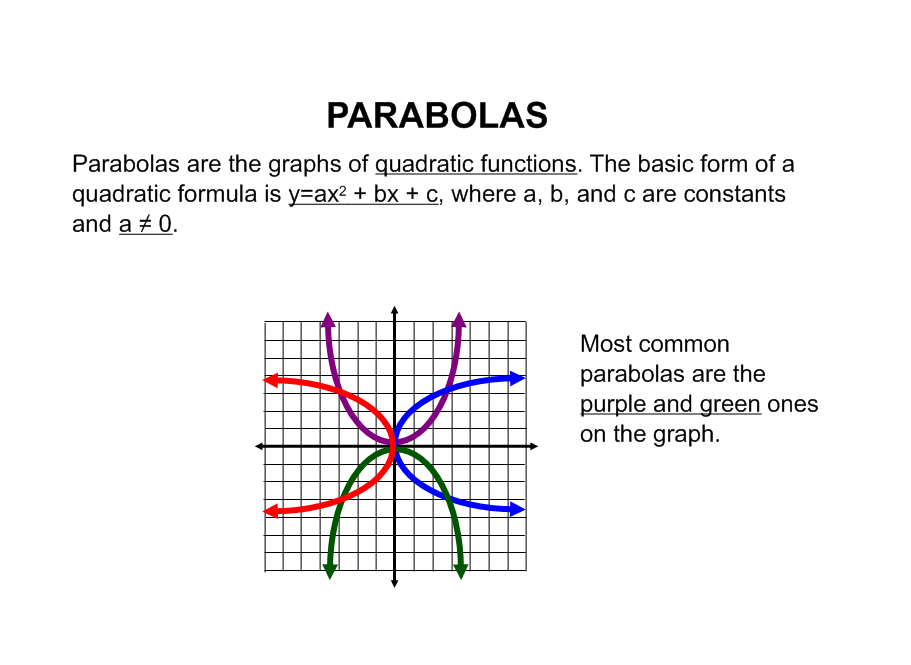 PARABOLAS
Parabolas are the graphs of quadratic functions. The basic form of a
quadratic formula is y=ax² + bx + c, where a, b, and c are constants
and a ≠ 0.
Most common
parabolas are the
purple and green ones
on the graph.